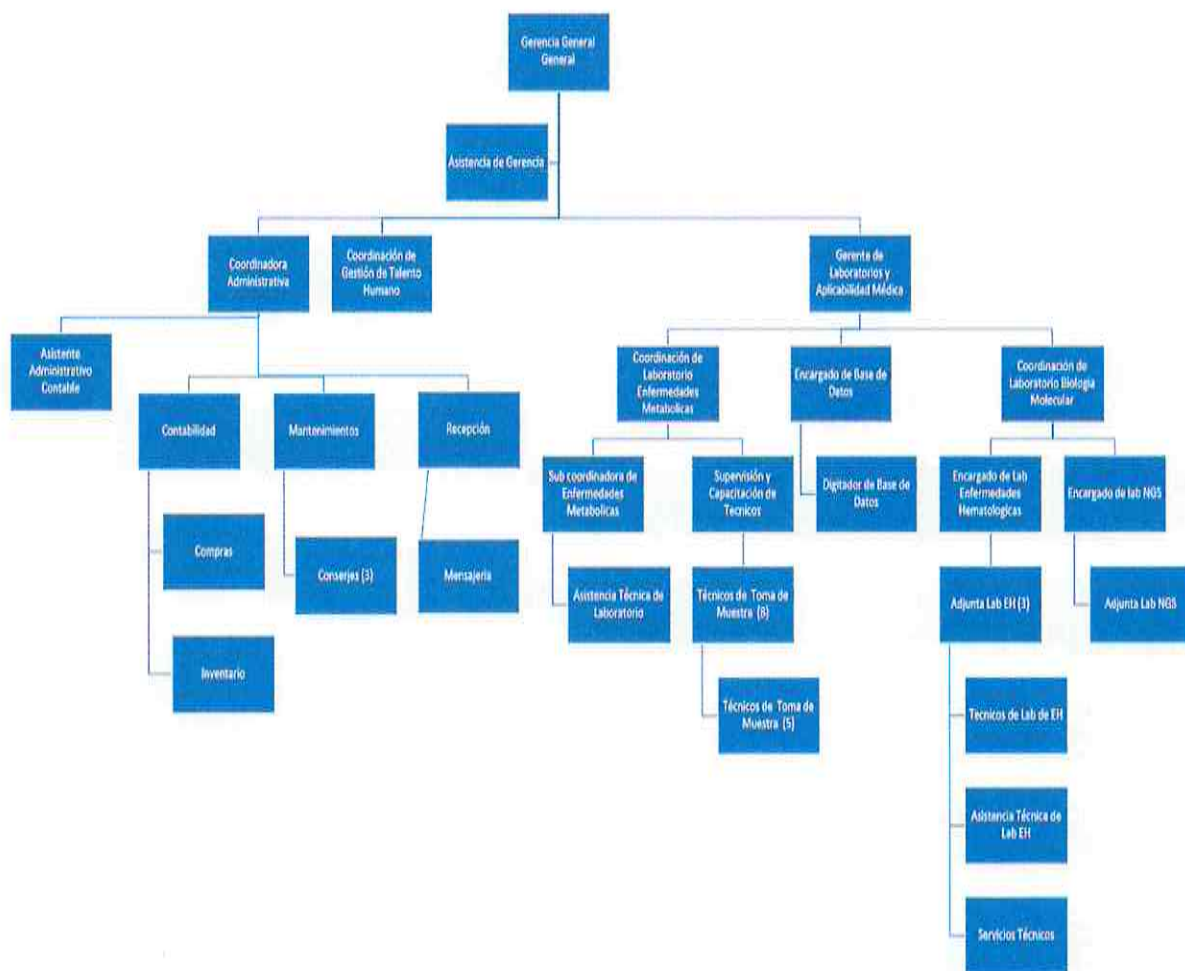 Gerencia General
General
Asistencia de Gerencia
Coordinadora
Administrativa
Coordinación de
Gestión de Talento
Humano
Gerente de
Laboratorios y
Aplicabilidad Médica
Asistente
Administrativo
Contable
Contabilidad
Mantenimientos
Recepción
Compras
Inventario
Conserjes (3)
Mensajería
Coordinación de
Laboratorio
Enfermedades
Metabolicas
Encargado de Base de
Datos
Coordinación de
Laboratorio Biología
Molecular
Sub coordinadora de
Enfermedades
Metabolicas
Supervisión y
Capacitación de
Tecnicos
Digitador de Base de
Datos
Encargado de Lab
Enfermedades
Hematologicas
Encargado de lab NGS
Asistencia Técnica de
Laboratorio
Técnicos de Toma de
Muestra (8)
Técnicos de Toma de
Muestra (5)
Adjunta Lab EH (3)
Adjunta Lab NGS
Tecnicos de Lab de EH
Asistencia Técnica de
Lab EH
Servicios Técnicos